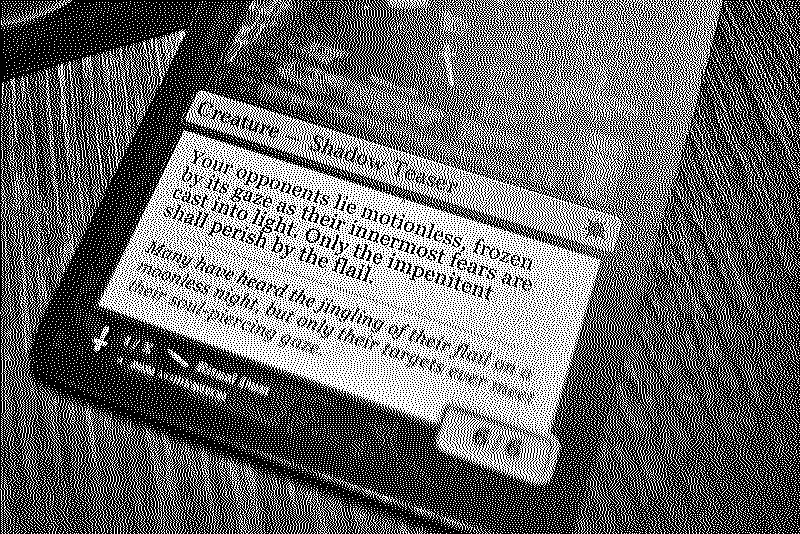 Creature Shadow Teaser
Your opponents lie motionless, frozen
by its gaze as their innermost fears are
cast into light. Only the impenitent
shall perish by the flail.
Many have heard the jingling of their flail on a
moonless night, but only their targets ever
their soul-piercing gaze